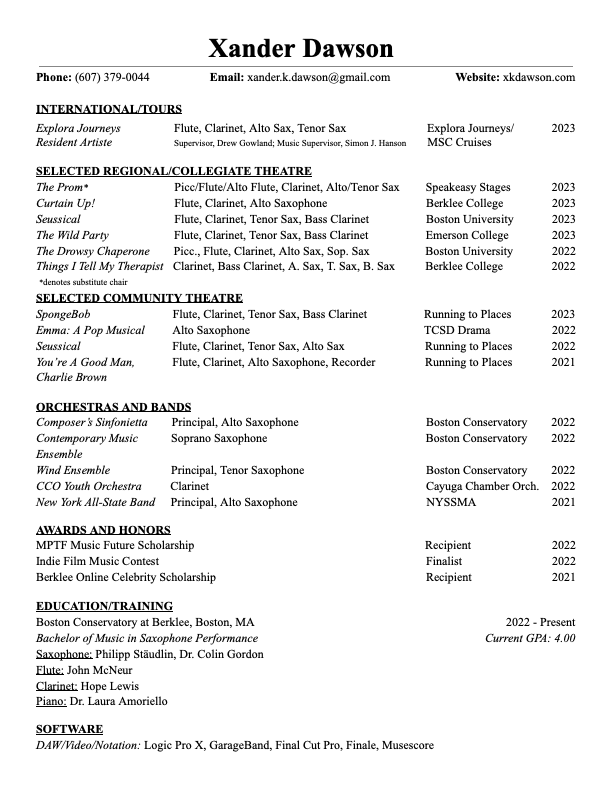 Xander Dawson
Phone: (607) 379-0044 Email: xander.k.dawson@gmail.com Website: xkdawson.com
INTERNATIONAL/TOURS
Explora Journeys Flute, Clarinet, Alto Sax, Tenor Sax Explora Journeys/ 2023
Resident Artiste Supervisor, Drew Gowland; Music Supervisor, Simon J. Hanson MSC Cruises
SELECTED REGIONAL/COLLEGIATE THEATRE
The Prom* Picc/Flute/Alto Flute, Clarinet, Alto/Tenor Sax Speakeasy Stages 2023
Curtain Up! Flute, Clarinet, Alto Saxophone Berklee College 2023
Seussical Flute, Clarinet, Tenor Sax, Bass Clarinet Boston University 2023
The Wild Party Flute, Clarinet, Tenor Sax, Bass Clarinet Emerson College 2023
The Drowsy Chaperone Picc., Flute, Clarinet, Alto Sax, Sop. Sax Boston University 2022
Things I Tell My Therapist Clarinet, Bass Clarinet, A. Sax, T. Sax, B. Sax Berklee College 2022
*denotes substitute chair
SELECTED COMMUNITY THEATRE
SpongeBob Flute, Clarinet, Tenor Sax, Bass Clarinet Running to Places 2023
Emma: A Pop Musical Alto Saxophone TCSD Drama 2022
Seussical Flute, Clarinet, Tenor Sax, Alto Sax Running to Places 2022
You're A Good Man, Flute, Clarinet, Alto Saxophone, Recorder Running to Places 2021
Charlie Brown
ORCHESTRAS AND BANDS
Composer's Sinfonietta Principal, Alto Saxophone Boston Conservatory 2022
Contemporary Music Soprano Saxophone Boston Conservatory 2022
Ensemble
Wind Ensemble Principal, Tenor Saxophone Boston Conservatory 2022
CCO Youth Orchestra Clarinet Cayuga Chamber Orch. 2022
New York All-State Band Principal, Alto Saxophone NYSSMA 2021
AWARDS AND HONORS
MPTF Music Future Scholarship Recipient 2022
Indie Film Music Contest Finalist 2022
Berklee Online Celebrity Scholarship Recipient 2021
EDUCATION/TRAINING
Boston Conservatory at Berklee, Boston, MA 2022 - Present
Bachelor of Music in Saxophone Performance Current GPA: 4.00
Saxophone: Philipp Stäudlin, Dr. Colin Gordon
Flute: John McNeur
Clarinet: Hope Lewis
Piano: Dr. Laura Amoriello
SOFTWARE
DAW/Video/Notation: Logic Pro X, GarageBand, Final Cut Pro, Finale, Musescore